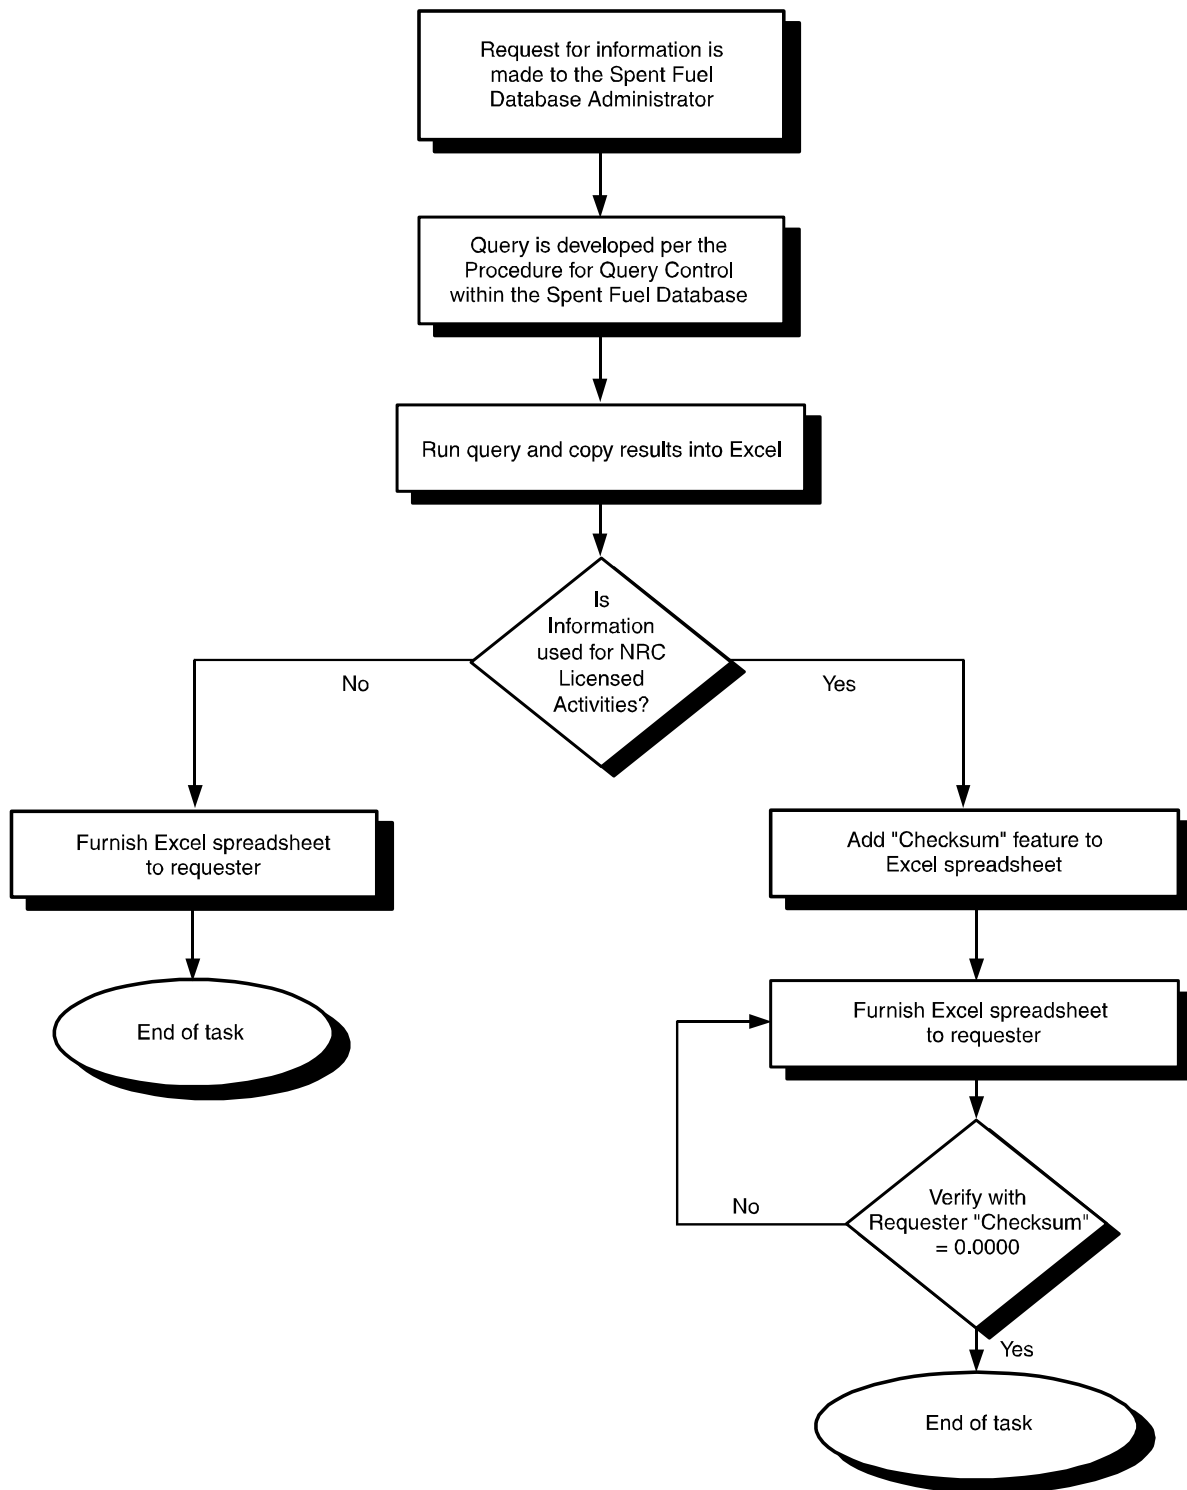 Request for information is
made to the Spent Fuel
Database Administrator
Query is developed per the
Procedure for Query Control
within the Spent Fuel Database
Run query and copy results into Excel
Is
Information
used for NRC
Licensed
Activities?
No
Yes
Furnish Excel spreadsheet
to requester
End of task
Add "Checksum" feature to
Excel spreadsheet
Furnish Excel spreadsheet
to requester
No
Verify with
Requester "Checksum"
= 0.0000
Yes
End of task